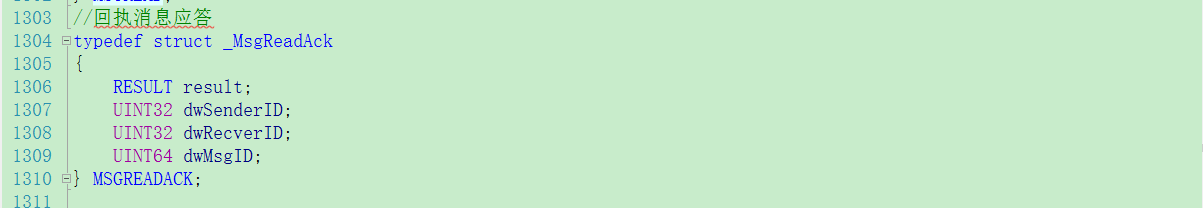 1303 //回执消息应答
1304 typedef struct _MsgReadAck
1305 {
1306 RESULT result;
1307 UINT32 dwSenderID;
1308 UINT32 dwRecverID;
1309 UINT64 dwMsgID;
1310 } MSGREADACK;
1311